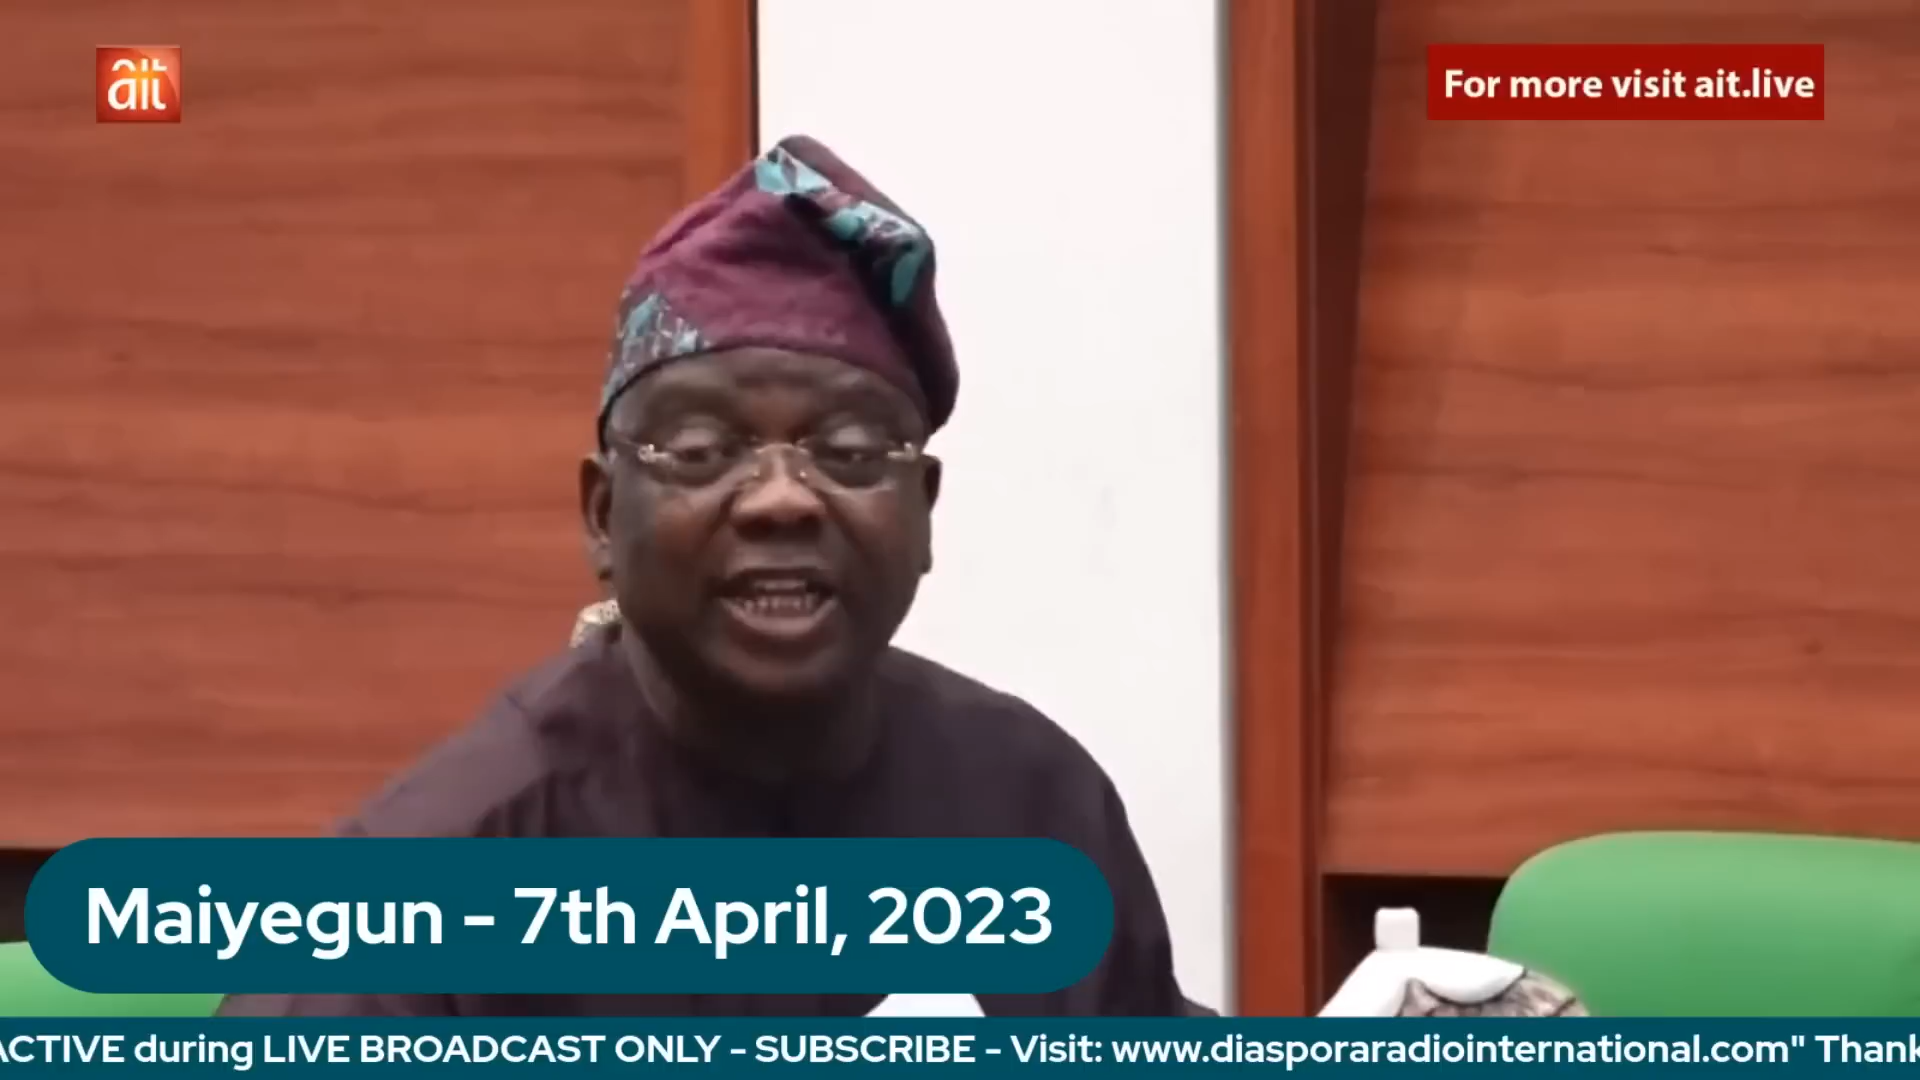 ait
For more visit ait.live
Maiyegun - 7th April, 2023
ACTIVE during LIVE BROADCAST ONLY - SUBSCRIBE - Visit: www.diasporaradiointernational.com" Thank